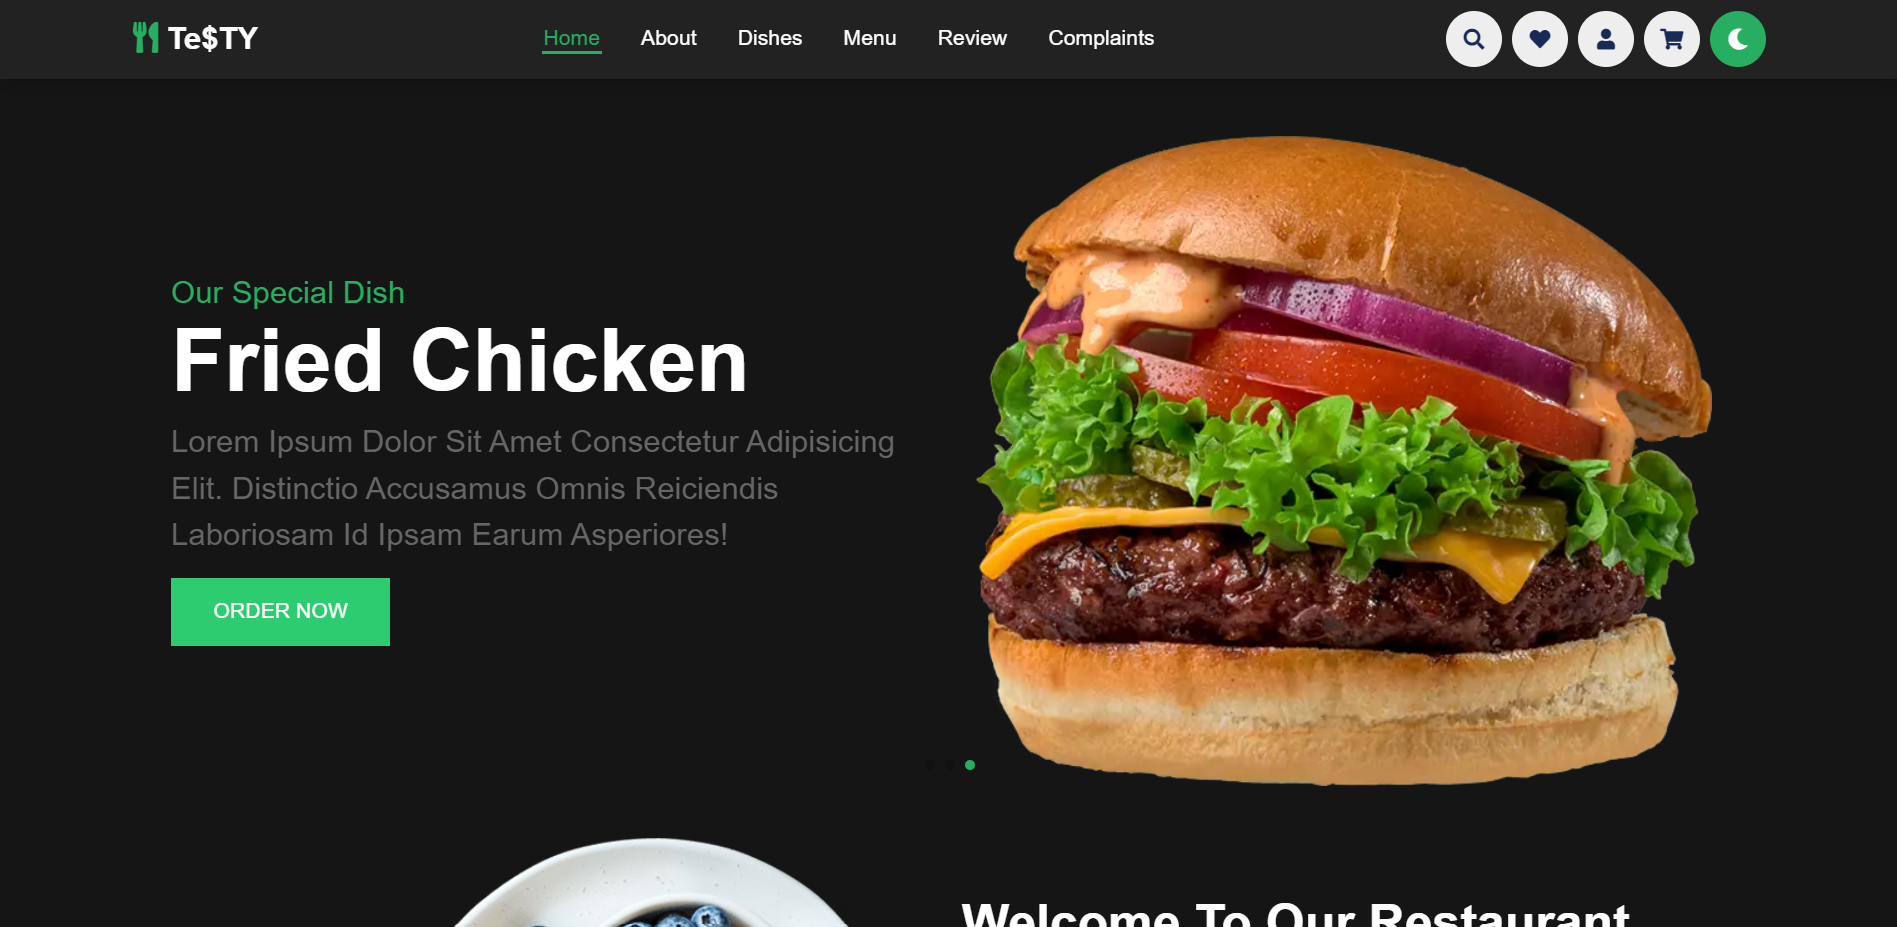 Te$TY
Home About Dishes Menu Review Complaints
Our Special Dish
Fried Chicken
Lorem Ipsum Dolor Sit Amet Consectetur Adipisicing
Elit. Distinctio Accusamus Omnis Reiciendis
Laboriosam Id Ipsam Earum Asperiores!
ORDER NOW
Welcome To Our Restaurant